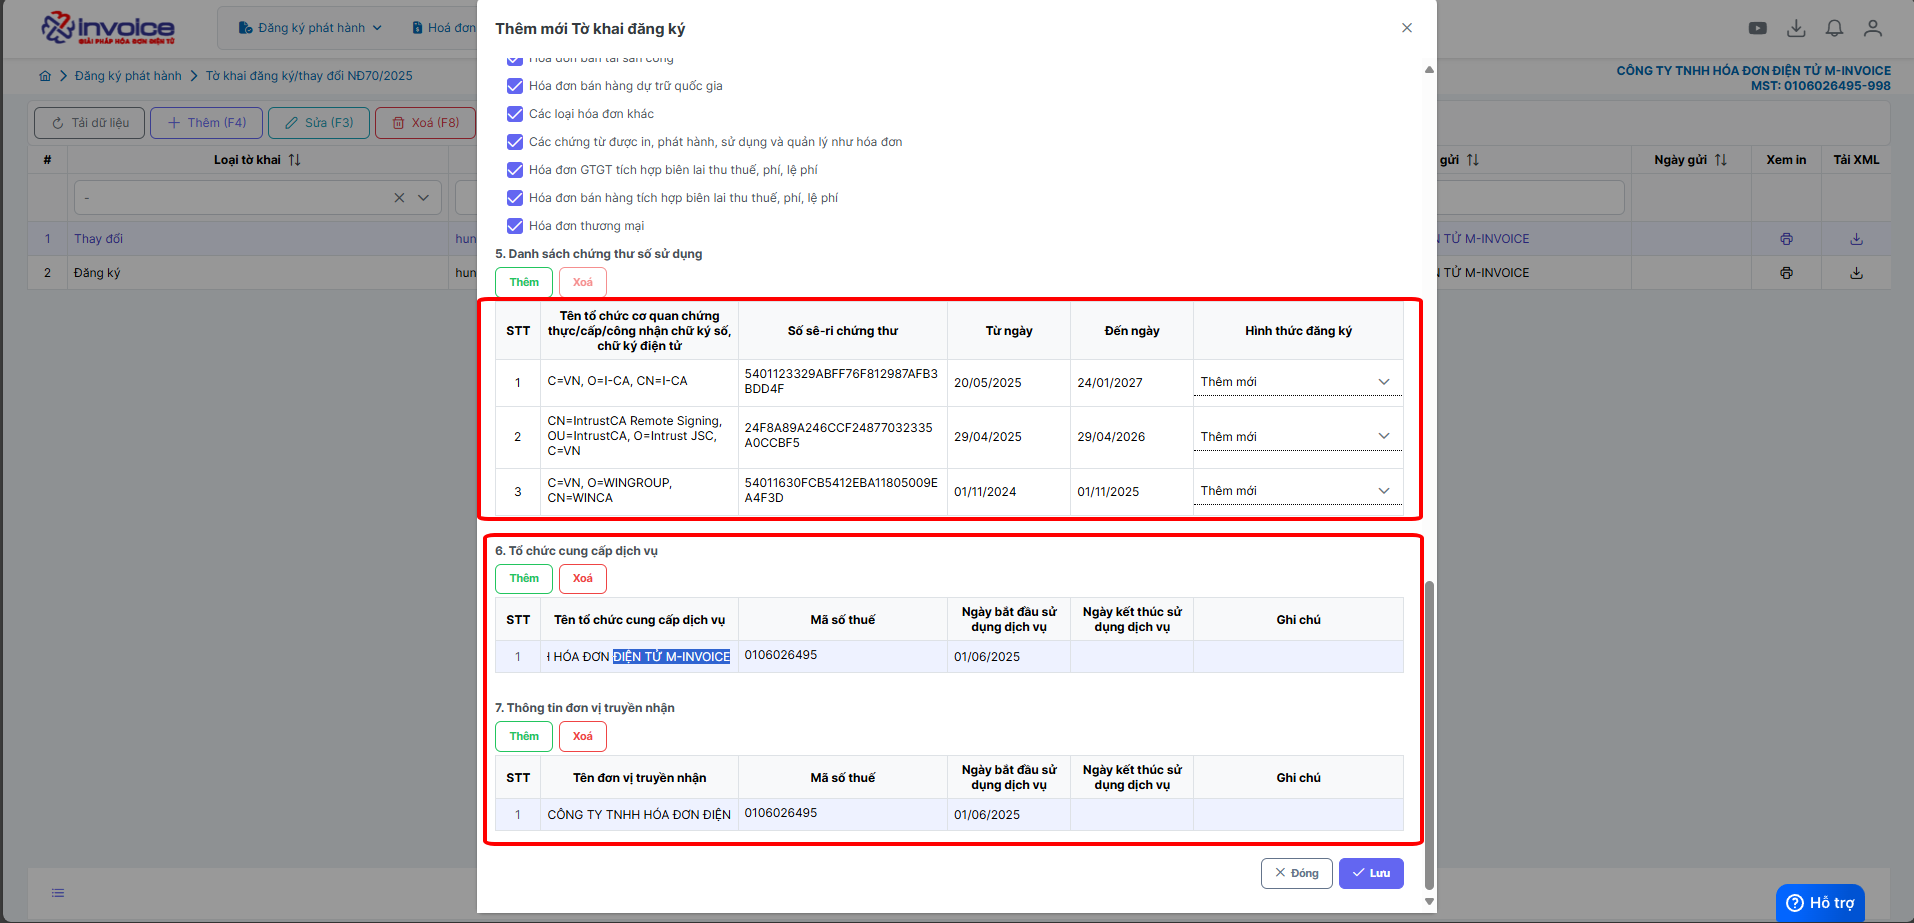 invoice
GIẢI PHÁP HÓA ĐƠN ĐIỆN TỬ
Đăng ký phát hành
Hoá đơn
Đăng ký phát hành
Tờ khai đăng ký/thay đổi NĐ70/2025
CÔNG TY TNHH HÓA ĐƠN ĐIỆN TỬ M-INVOICE
MST: 0106026495-998
Tải dữ liệu
Thêm (F4)
Sửa (F3)
Xoá (F8)
#
Loại tờ khai
gửi
Ngày gửi
Xem in
Tải XML
-
1
Thay đổi
hun
TỬ M-INVOICE
2
Đăng ký
hun
TỬ M-INVOICE
Thêm mới Tờ khai đăng ký
Hóa đơn bán tài sản công
Hóa đơn bán hàng dự trữ quốc gia
Các loại hóa đơn khác
Các chứng từ được in, phát hành, sử dụng và quản lý như hóa đơn
Hóa đơn GTGT tích hợp biên lai thu thuế, phí, lệ phí
Hóa đơn bán hàng tích hợp biên lai thu thuế, phí, lệ phí
Hóa đơn thương mại
5. Danh sách chứng thư số sử dụng
Thêm
Xoá
STT
Tên tổ chức cơ quan chứng
thực/cấp/công nhận chữ ký số,
chữ ký điện tử
Số sê-ri chứng thư
Từ ngày
Đến ngày
Hình thức đăng ký
1
C=VN, O=I-CA, CN=I-CA
5401123329ABFF76F812987AFB3
BDD4F
20/05/2025
24/01/2027
Thêm mới
2
CN=IntrustCA Remote Signing,
OU=IntrustCA, O=Intrust JSC,
C=VN
24F8A89A246CCF24877032335
A0CCBF5
29/04/2025
29/04/2026
Thêm mới
3
C=VN, O=WINGROUP,
CN=WINCA
54011630FCB5412EBA11805009E
A4F3D
01/11/2024
01/11/2025
Thêm mới
6. Tổ chức cung cấp dịch vụ
Thêm
Xoá
STT
Tên tổ chức cung cấp dịch vụ
Mã số thuế
Ngày bắt đầu sử
dụng dịch vụ
Ngày kết thúc sử
dụng dịch vụ
Ghi chú
1
H HÓA ĐƠN ĐIỆN TỬ M-INVOICE
0106026495
01/06/2025
7. Thông tin đơn vị truyền nhận
Thêm
Xoá
STT
Tên đơn vị truyền nhận
Mã số thuế
Ngày bắt đầu sử
dụng dịch vụ
Ngày kết thúc sử
dụng dịch vụ
Ghi chú
1
CÔNG TY TNHH HÓA ĐƠN ĐIỆN
0106026495
01/06/2025
Đóng
Lưu
Hỗ trợ